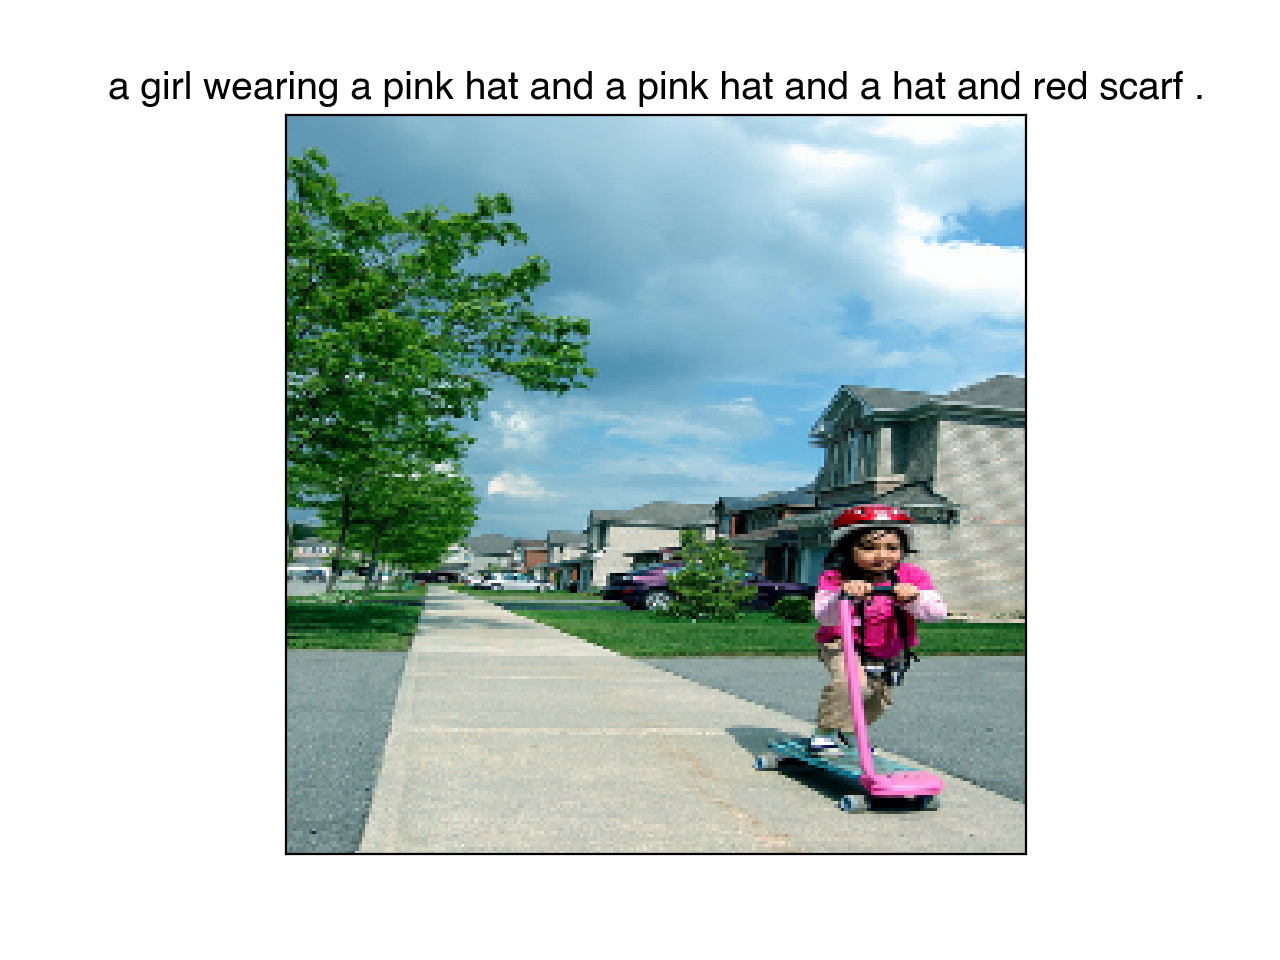 a girl wearing a pink hat and a pink hat and a hat and red scarf .